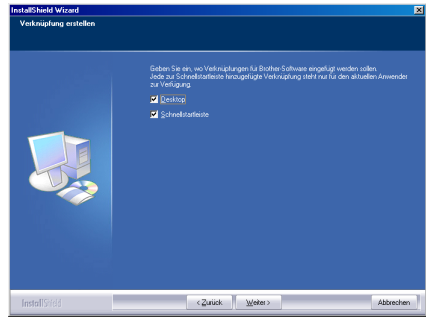 InstallShield Wizard
Verknüpfung erstellen
Geben Sie ein, wo Verknüpfungen für Brother-Software eingefügt werden sollen.
Jede zur Schnellstartleiste hinzugefügte Verknüpfung steht nur für den aktuellen Anwender
zur Verfügung.
Desktop
Schnellstartleiste
InstallShield
< Zurück
Weiter >
Abbrechen